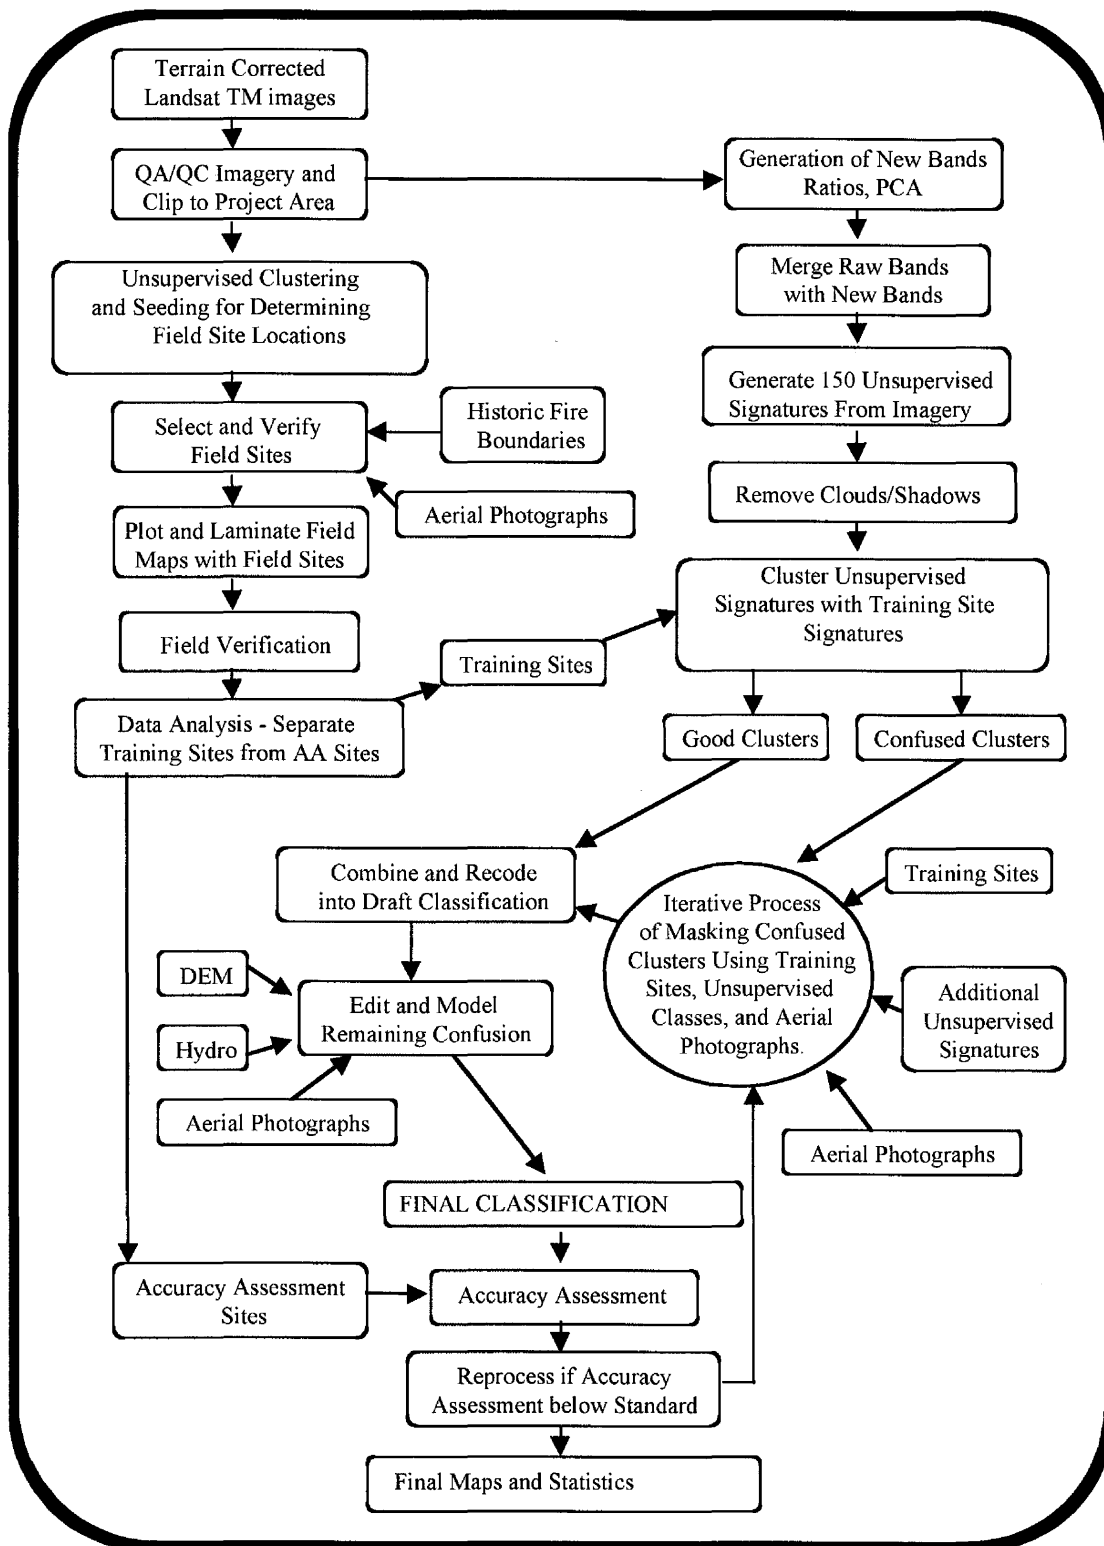 Terrain Corrected
Landsat TM images
QA/QC Imagery and
Clip to Project Area
Generation of New Bands
Ratios, PCA
Unsupervised Clustering
and Seeding for Determining
Field Site Locations
Merge Raw Bands
with New Bands
Generate 150 Unsupervised
Signatures From Imagery
Select and Verify
Field Sites
Historic Fire
Boundaries
Aerial Photographs
Remove Clouds/Shadows
Plot and Laminate Field
Maps with Field Sites
Cluster Unsupervised
Signatures with Training Site
Signatures
Field Verification
Training Sites
Data Analysis - Separate
Training Sites from AA Sites
Good Clusters
Confused Clusters
Combine and Recode
into Draft Classification
Training Sites
Iterative Process
of Masking Confused
Clusters Using Training
Sites, Unsupervised
Classes, and Aerial
Photographs.
DEM
Edit and Model
Remaining Confusion
Additional
Unsupervised
Signatures
Hydro
Aerial Photographs
Aerial Photographs
FINAL CLASSIFICATION
Accuracy Assessment
Sites
Accuracy Assessment
Reprocess if Accuracy
Assessment below Standard
Final Maps and Statistics